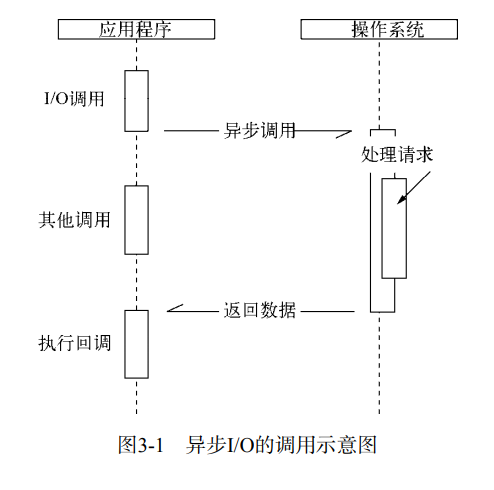 应用程序 操作系统
I/O调用
异步调用
处理请求
其他调用
返回数据
执行回调
图3-1 异步I/O的调用示意图